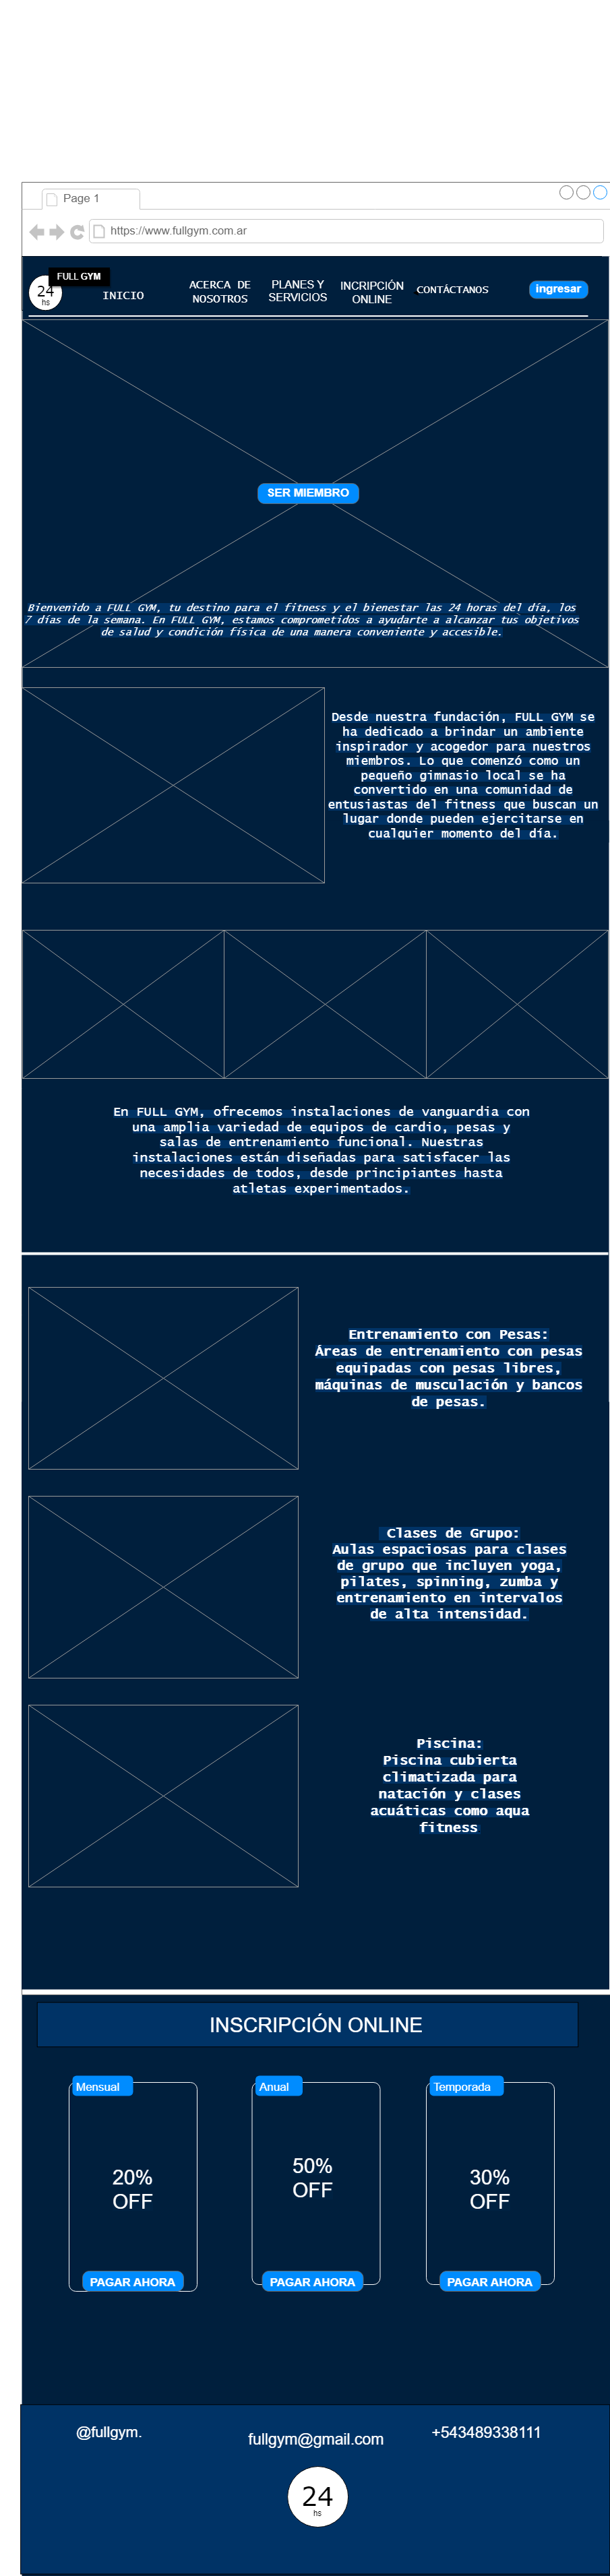 Page 1
https://www.fullgym.com.ar
FULL GYM
24
hs
INICIO
ACERCA DE
NOSOTROS
PLANES Y
SERVICIOS
INCRIPCIÓN
ONLINE
CONTÁCTANOS
ingresar
SER MIEMBRO
Bienvenido a FULL GYM, tu destino para el fitness y el bienestar las 24 horas del día, los
7 días de la semana. En FULL GYM, estamos comprometidos a ayudarte a alcanzar tus objetivos
de salud y condición física de una manera conveniente y accesible.
Desde nuestra fundación, FULL GYM se
ha dedicado a brindar un ambiente
inspirador y acogedor para nuestros
miembros. Lo que comenzó como un
pequeño gimnasio local se ha
convertido en una comunidad de
entusiastas del fitness que buscan un
lugar donde pueden ejercitarse en
cualquier momento del día.
En FULL GYM, ofrecemos instalaciones de vanguardia con
una amplia variedad de equipos de cardio, pesas y
salas de entrenamiento funcional. Nuestras
instalaciones están diseñadas para satisfacer las
necesidades de todos, desde principiantes hasta
atletas experimentados.
Entrenamiento con Pesas:
Áreas de entrenamiento con pesas
equipadas con pesas libres,
máquinas de musculación y bancos
de pesas.
Clases de Grupo:
Aulas espaciosas para clases
de grupo que incluyen yoga,
pilates, spinning, zumba y
entrenamiento en intervalos
de alta intensidad.
Piscina:
Piscina cubierta
climatizada para
natación y clases
acuáticas como aqua
fitness
INSCRIPCIÓN ONLINE
Mensual
20%
OFF
PAGAR AHORA
Anual
50%
OFF
PAGAR AHORA
Temporada
30%
OFF
PAGAR AHORA
@fullgym.
fullgym@gmail.com
+543489338111
24
hs